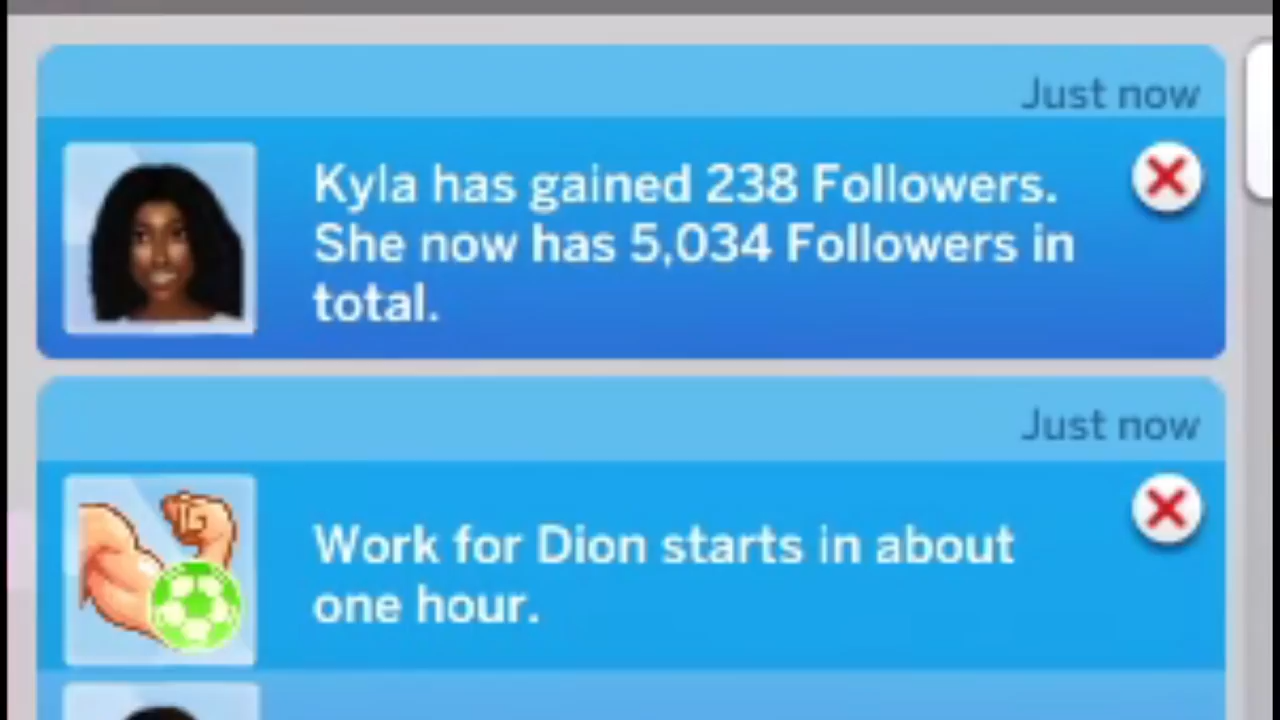 Just now
Kyla has gained 238 Followers.
She now has 5,034 Followers in
total.
Just now
Work for Dion starts in about
one hour.